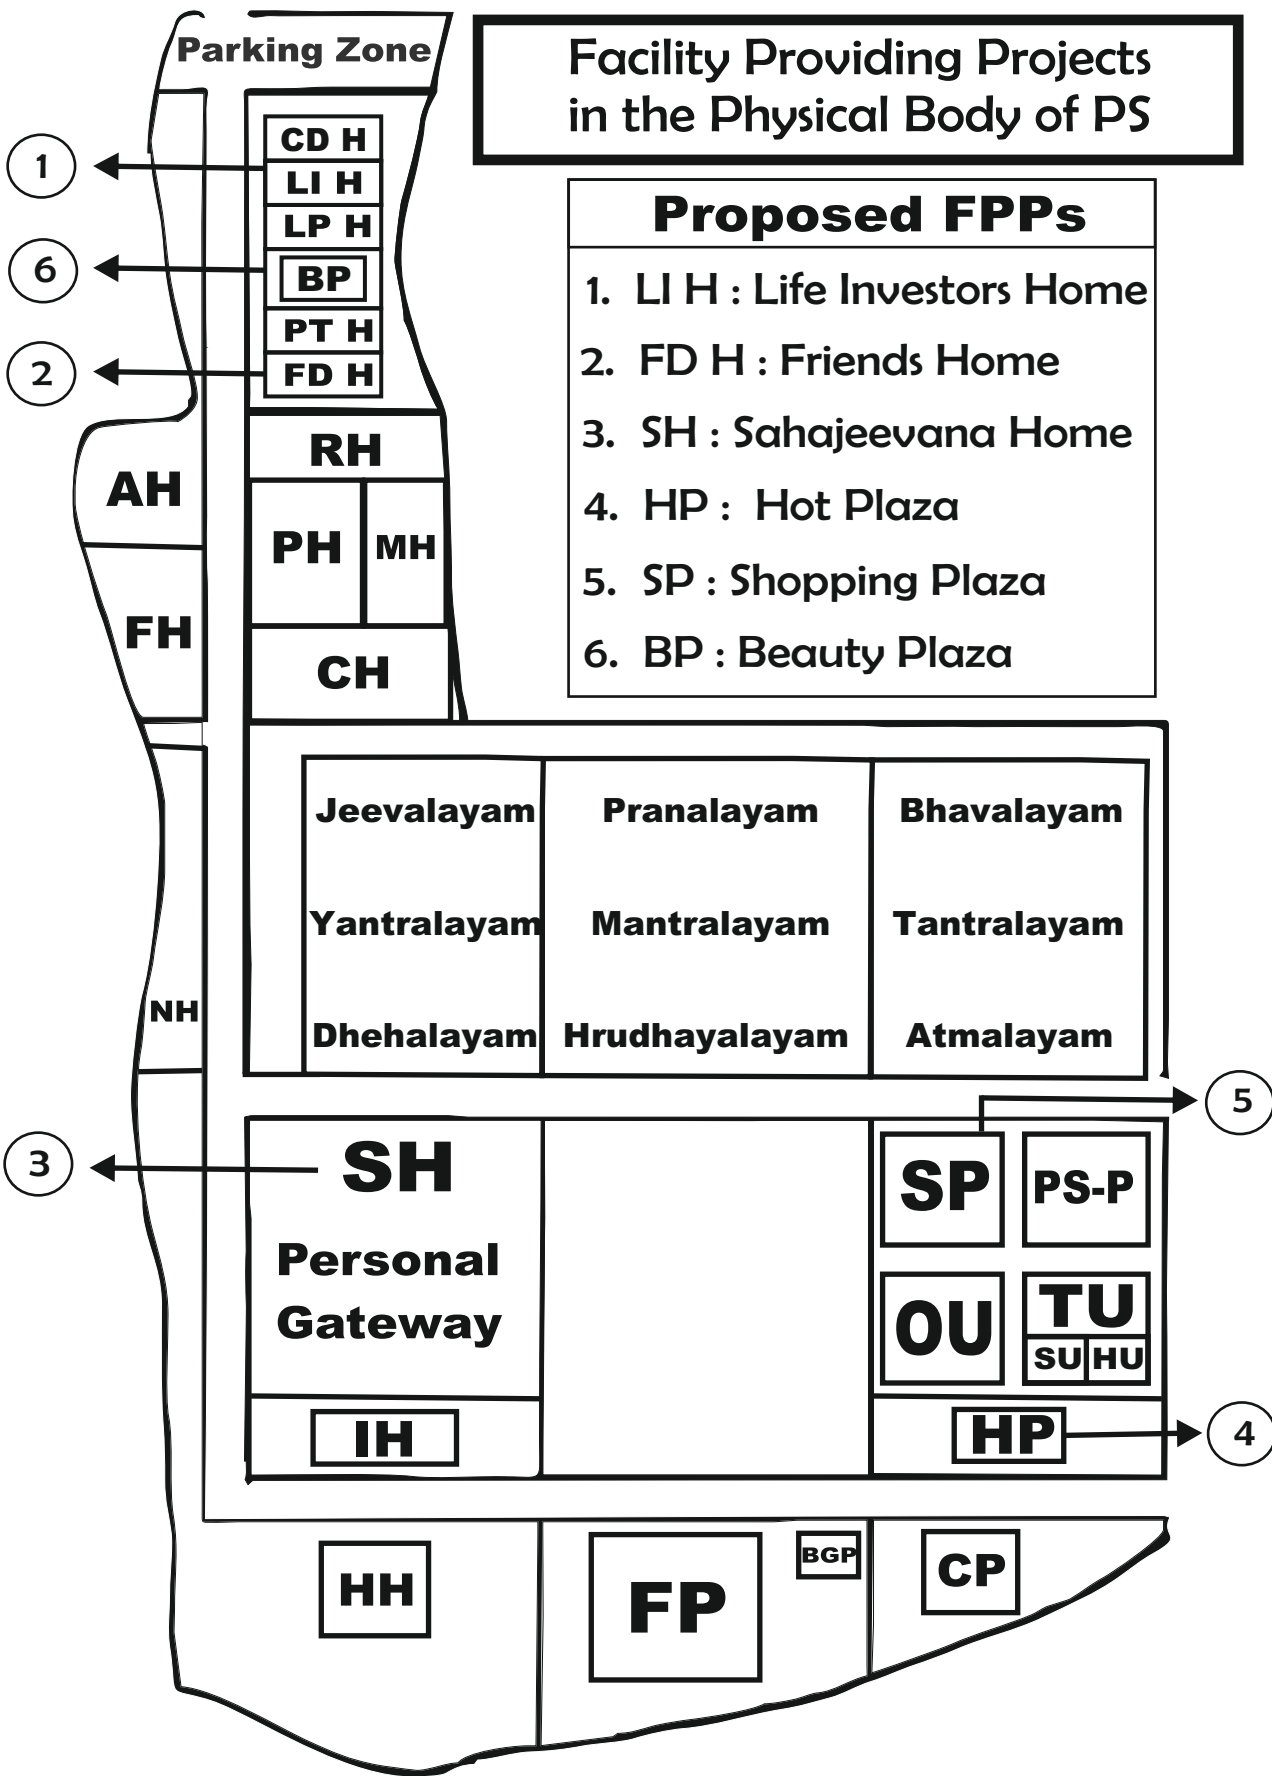 Parking Zone
Facility Providing Projects
in the Physical Body of PS
Proposed FPPs
1. LI H : Life Investors Home
2. FD H : Friends Home
3. SH : Sahajeevana Home
4. HP : Hot Plaza
5. SP : Shopping Plaza
6. BP : Beauty Plaza
1
6
2
CD H
LI H
LP H
BP
PT H
FD H
RH
AH
PH MH
FH
CH
Jeevalayam Pranalayam Bhavalayam
Yantralayam Mantralayam Tantralayam
NH
Dhehalayam Hrudhayalayam Atmalayam
5
3
SH
Personal
Gateway
SP PS-P
OU TU
SU HU
IH
HP
4
HH
FP
BGP
CP